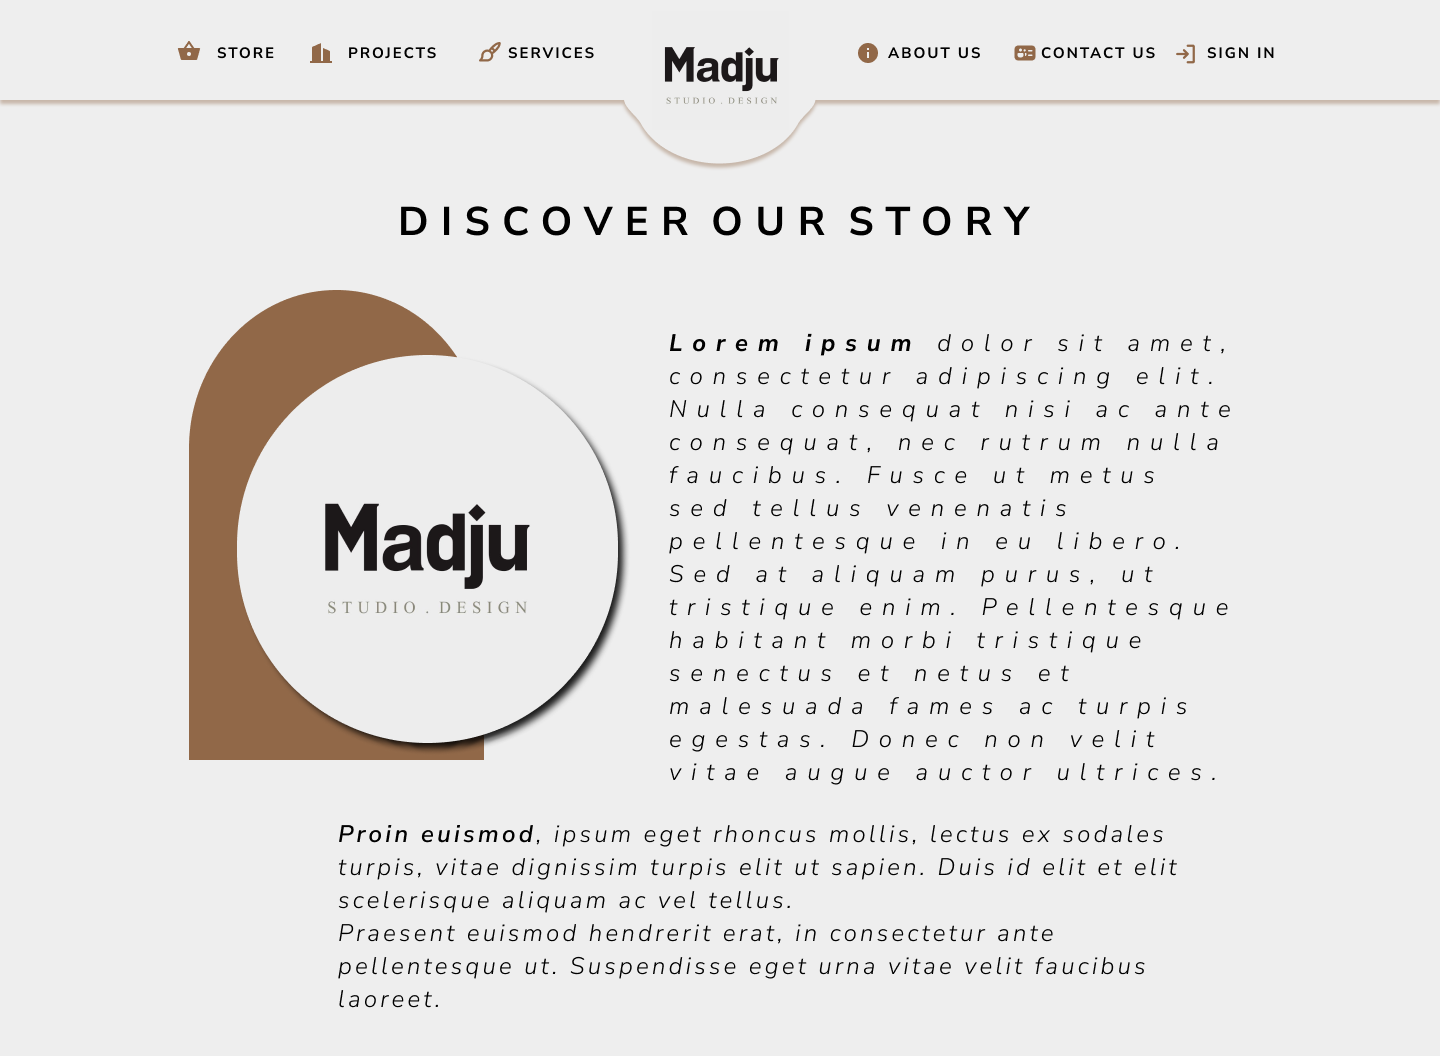 STORE PROJECTS SERVICES Madju ABOUT US CONTACT US SIGN IN
STUDIO.DESIGN
DISCOVER OUR STORY
Lorem ipsum dolor sit amet,
consectetur adipiscing elit.
Nulla consequat nisi ac ante
consequat, nec rutrum nulla
faucibus. Fusce ut metus
sed tellus venenatis
pellentesque in eu libero.
Sed at aliquam purus, ut
tristique enim. Pellentesque
habitant morbi tristique
senectus et netus et
malesuada fames ac turpis
egestas. Donec non velit
vitae augue auctor ultrices.
Madju
STUDIO.DESIGN
Proin euismod, ipsum eget rhoncus mollis, lectus ex sodales
turpis, vitae dignissim turpis elit ut sapien. Duis id elit et elit
scelerisque aliquam ac vel tellus.
Praesent euismod hendrerit erat, in consectetur ante
pellentesque ut. Suspendisse eget urna vitae velit faucibus
laoreet.